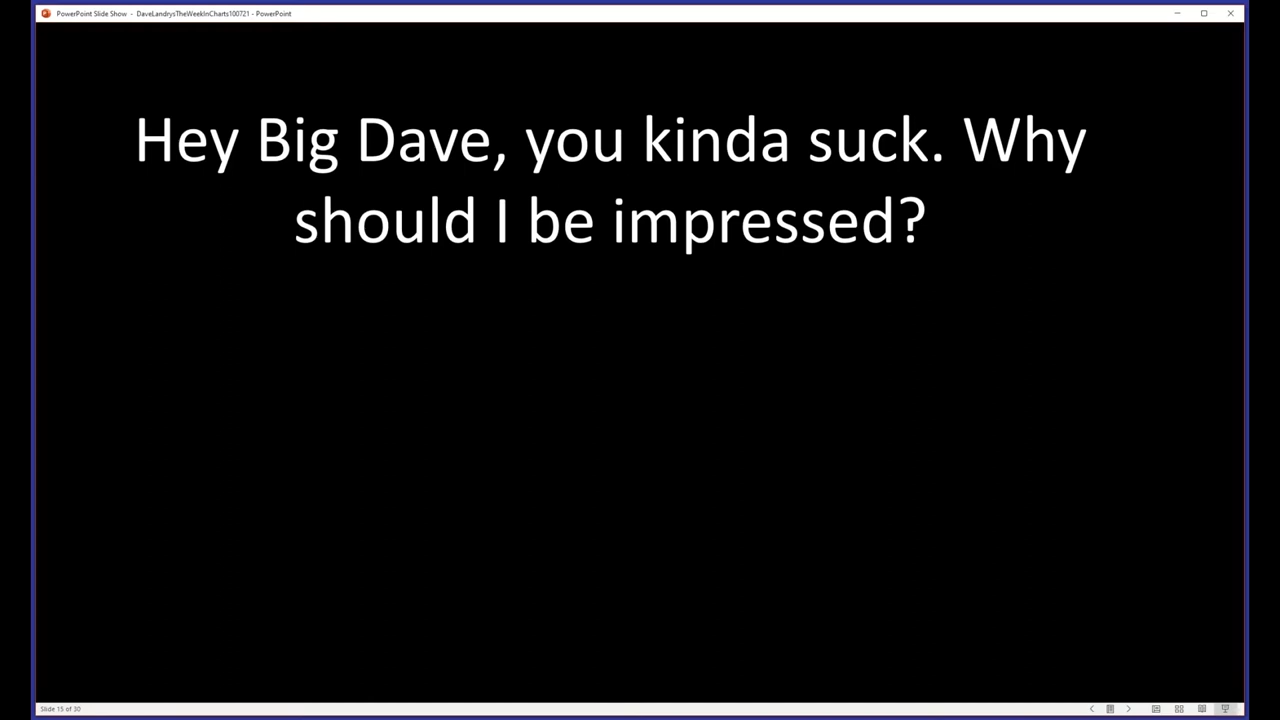 PowerPoint Slide Show - DaveLandrysTheWeekInCharts100721 - PowerPoint
Hey Big Dave, you kinda suck. Why
should I be impressed?
Slide 15 of 30